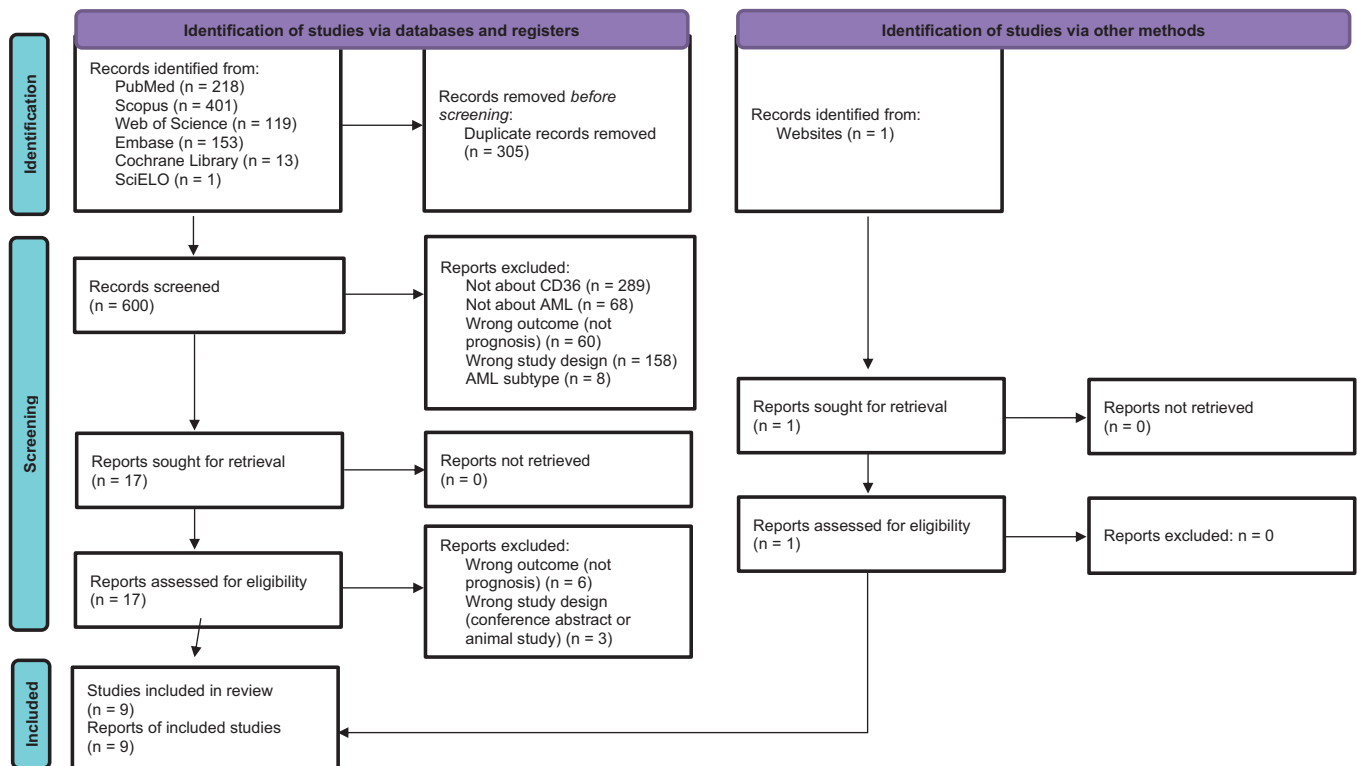 Identification of studies via databases and registers
Identification of studies via other methods
Identification
Records identified from:
PubMed (n = 218)
Scopus (n = 401)
Web of Science (n = 119)
Embase (n = 153)
Cochrane Library (n = 13)
SciELO (n = 1)
Records removed before
screening:
Duplicate records removed
(n = 305)
Records identified from:
Websites (n = 1)
Screening
Records screened
(n = 600)
Reports excluded:
Not about CD36 (n = 289)
Not about AML (n = 68)
Wrong outcome (not
prognosis) (n = 60)
Wrong study design (n = 158)
AML subtype (n = 8)
Reports sought for retrieval
(n = 17)
Reports not retrieved
(n = 0)
Reports sought for retrieval
(n = 1)
Reports not retrieved
(n = 0)
Reports assessed for eligibility
(n = 17)
Reports excluded:
Wrong outcome (not
prognosis) (n = 6)
Wrong study design
(conference abstract or
animal study) (n = 3)
Reports assessed for eligibility
(n = 1)
Reports excluded: n = 0
Included
Studies included in review
(n = 9)
Reports of included studies
(n = 9)